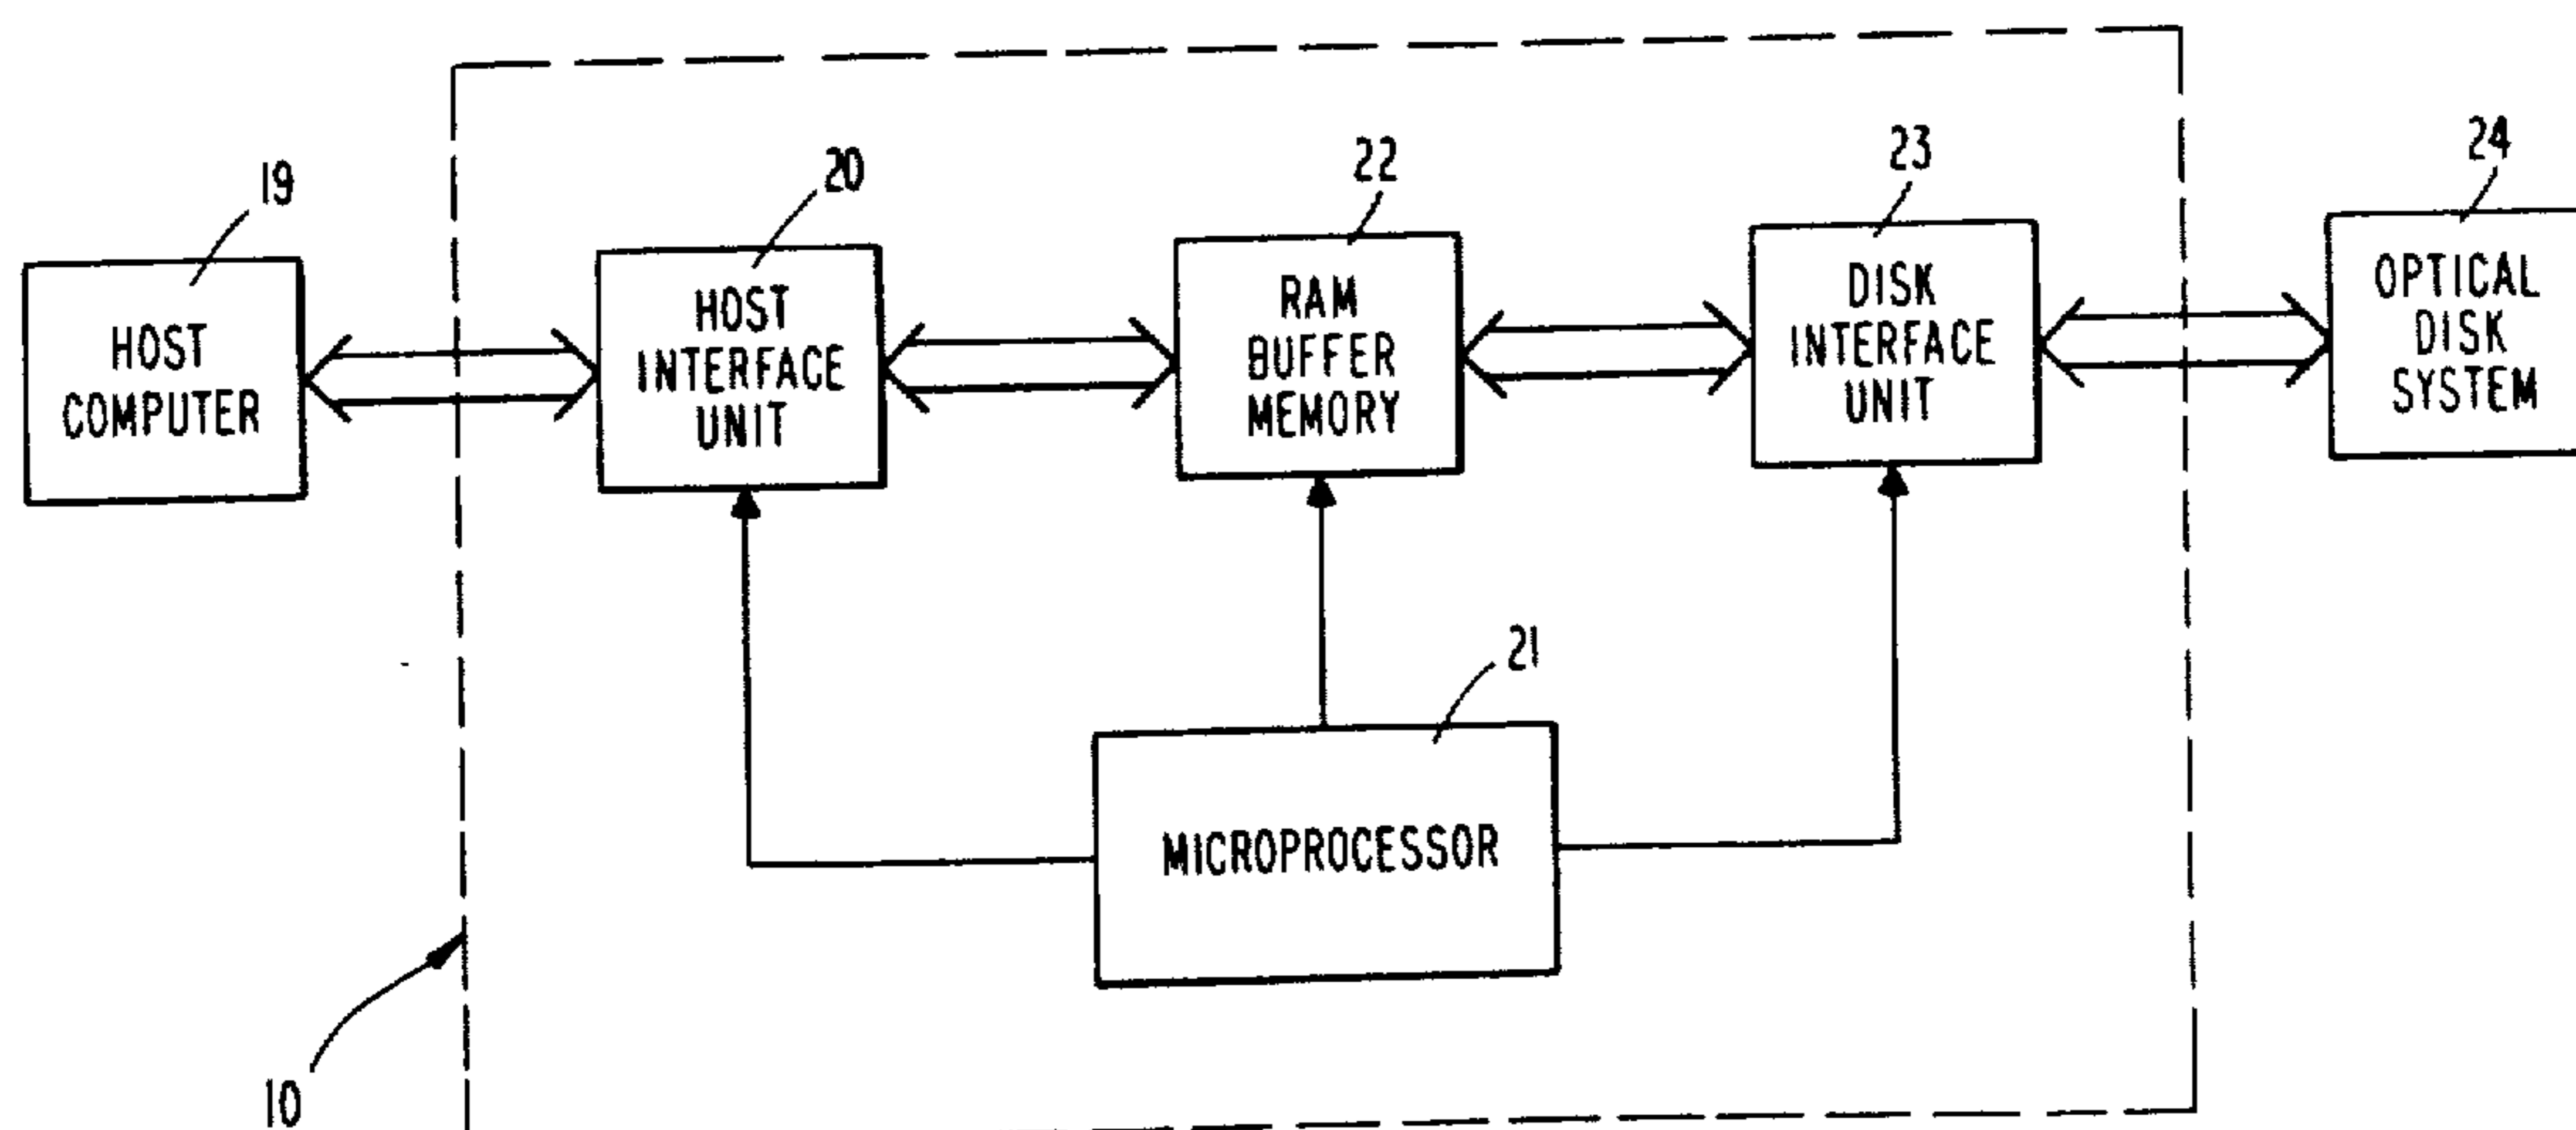 19
20
22
23
24
HOST
COMPUTER
HOST
INTERFACE
UNIT
RAM
BUFFER
MEMORY
DISK
INTERFACE
UNIT
OPTICAL
DISK
SYSTEM
21
MICROPROCESSOR
10